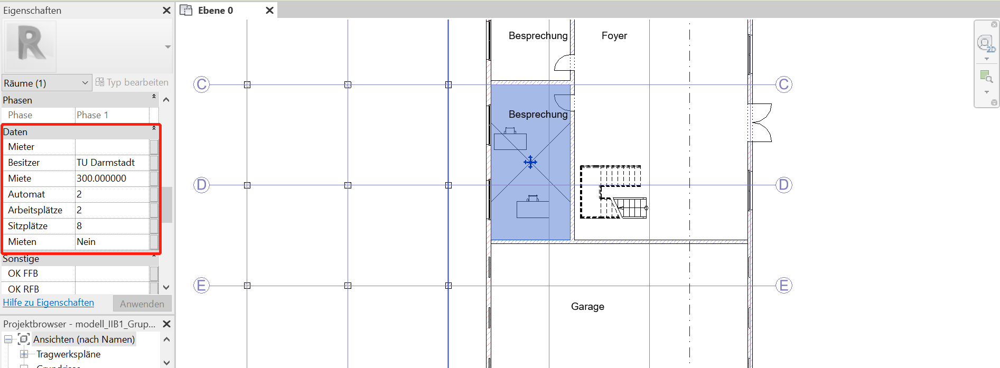 Eigenschaften
R
Räume (1)
Typ bearbeiten
Phasen
Phase Phase 1
Daten
Mieter
Besitzer TU Darmstadt
Miete 300.000000
Automat 2
Arbeitsplätze 2
Sitzplätze 8
Mieten Nein
Sonstige
OK FFB
OK RFB
Hilfe zu Eigenschaften
Anwenden
Projektbrowser - modell_IIB1_Grup...
Ansichten (nach Namen)
Tragwerkspläne
Grundrisse
Ebene 0
Besprechung
Foyer
C
C
Besprechung
D
D
E
E
Garage
2D